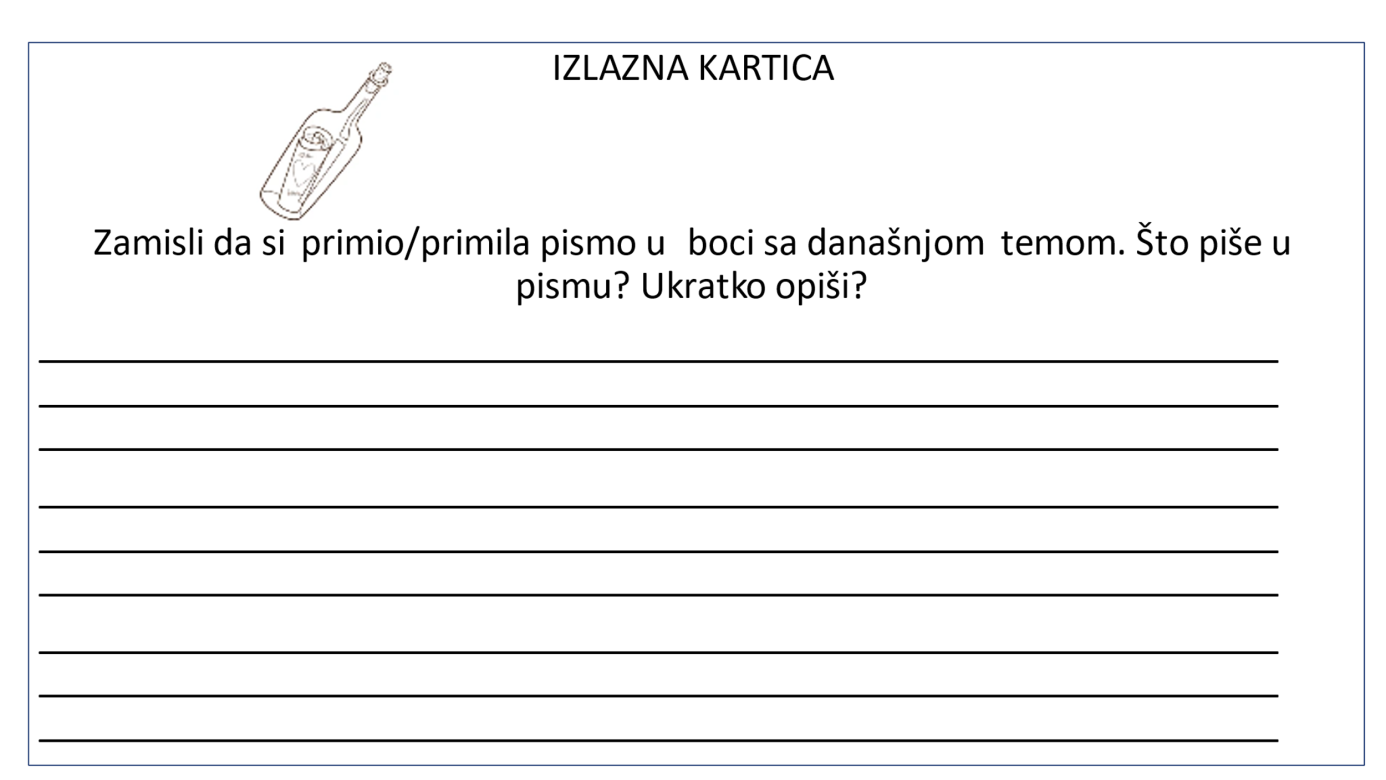 IZLAZNA KARTICA
Zamisli da si primio/primila pismo u boci sa današnjom temom. Što piše u
pismu? Ukratko opiši?